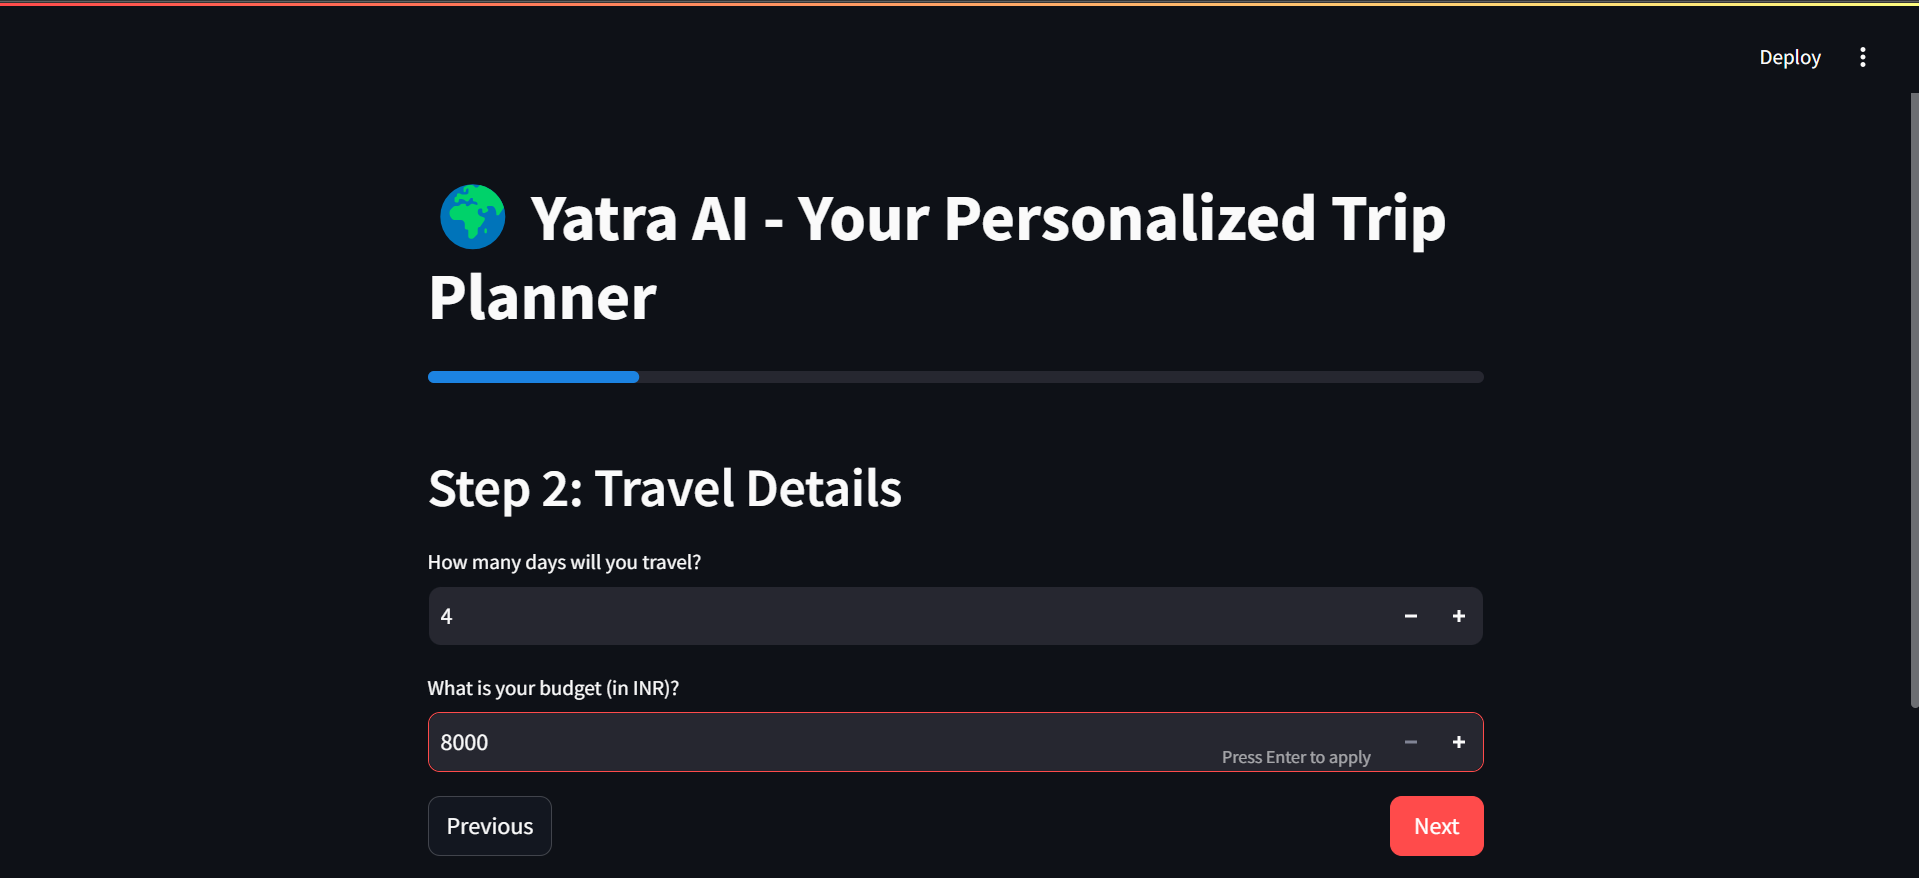 Deploy
Yatra AI - Your Personalized Trip
Planner
Step 2: Travel Details
How many days will you travel?
4
What is your budget (in INR)?
8000
Press Enter to apply
Previous
Next